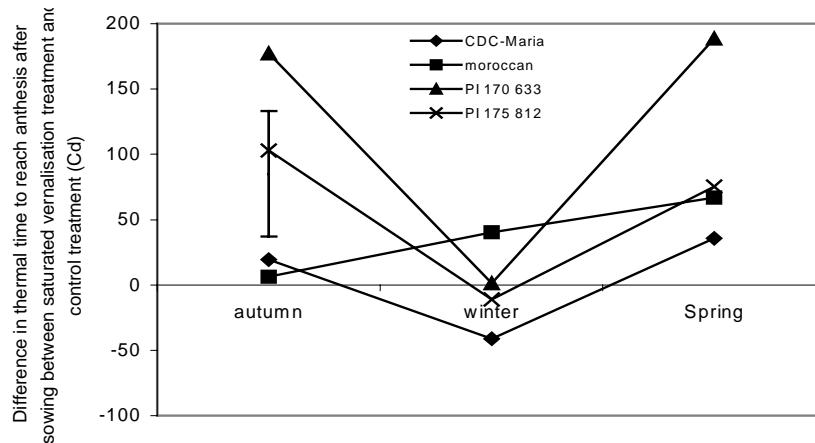 Difference in thermal time to reach anthesis after
sowing between saturated vernalisation treatment and
control treatment (Cd)
200
150
100
50
0
-50
-100
CDC-Maria
moroccan
PI 170 633
PI 175 812
autumn
winter
Spring